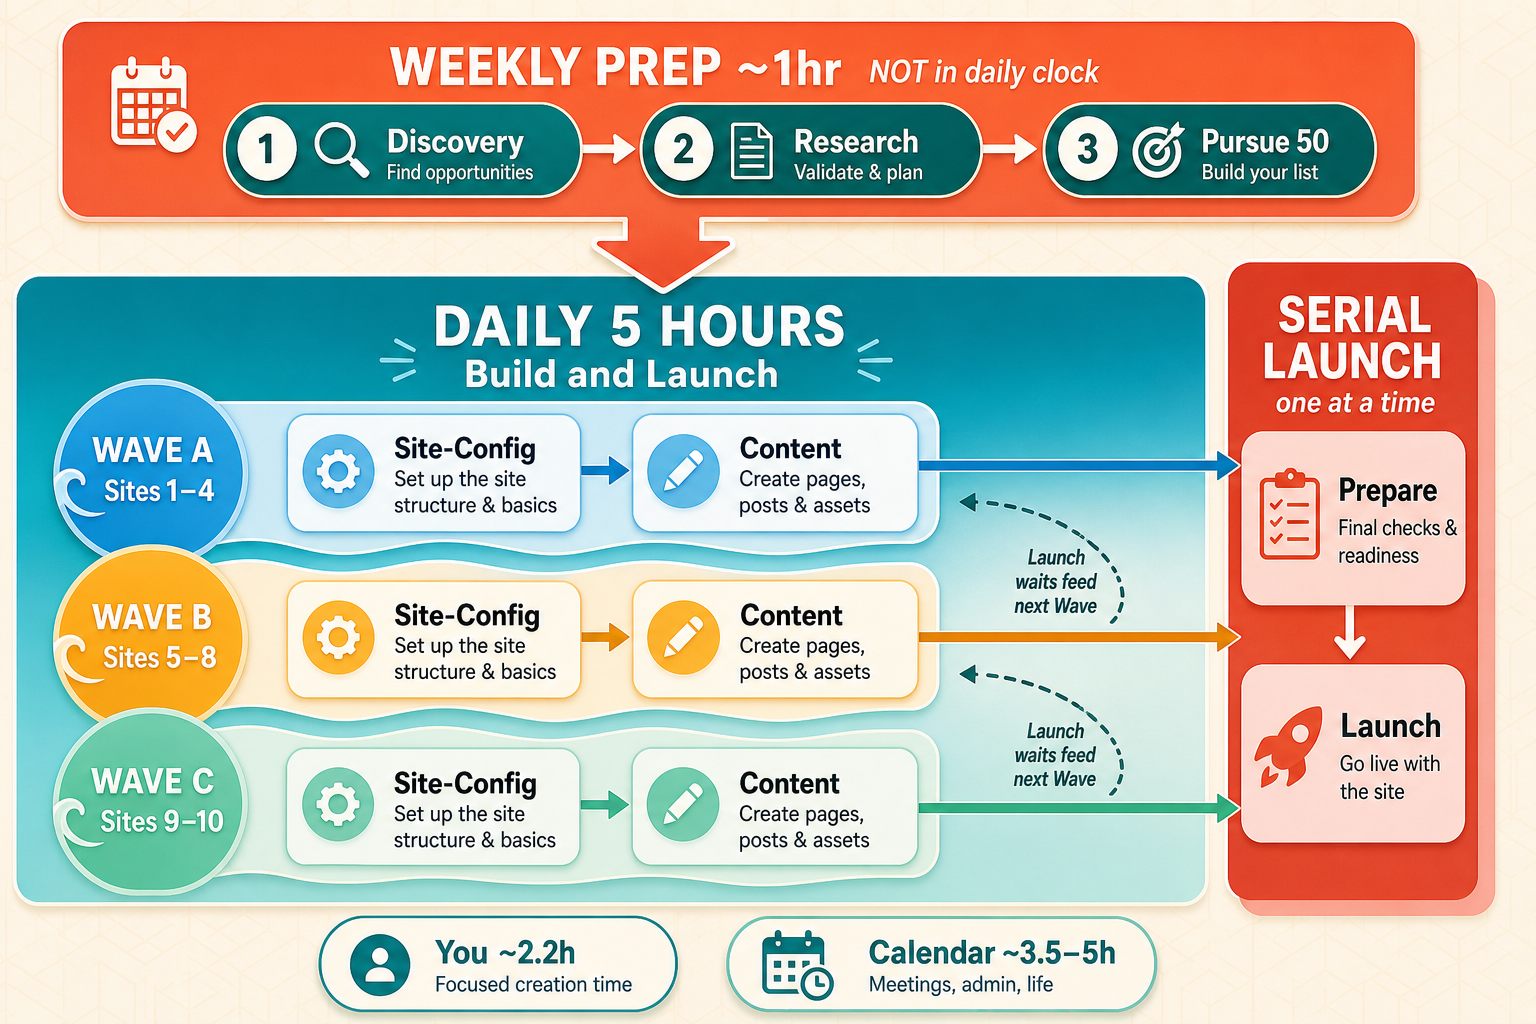 WEEKLY PREP ~1hr NOT in daily clock
1 Discovery
Find opportunities
2 Research
Validate & plan
3 Pursue 50
Build your list
DAILY 5 HOURS
Build and Launch
WAVE A
Sites 1–4
Site-Config
Set up the site
structure & basics
Content
Create pages,
posts & assets
Launch
waits feed
next Wave
WAVE B
Sites 5–8
Site-Config
Set up the site
structure & basics
Content
Create pages,
posts & assets
Launch
waits feed
next Wave
WAVE C
Sites 9–10
Site-Config
Set up the site
structure & basics
Content
Create pages,
posts & assets
SERIAL
LAUNCH
one at a time
Prepare
Final checks &
readiness
Launch
Go live with
the site
You ~2.2h
Focused creation time
Calendar ~3.5–5h
Meetings, admin, life